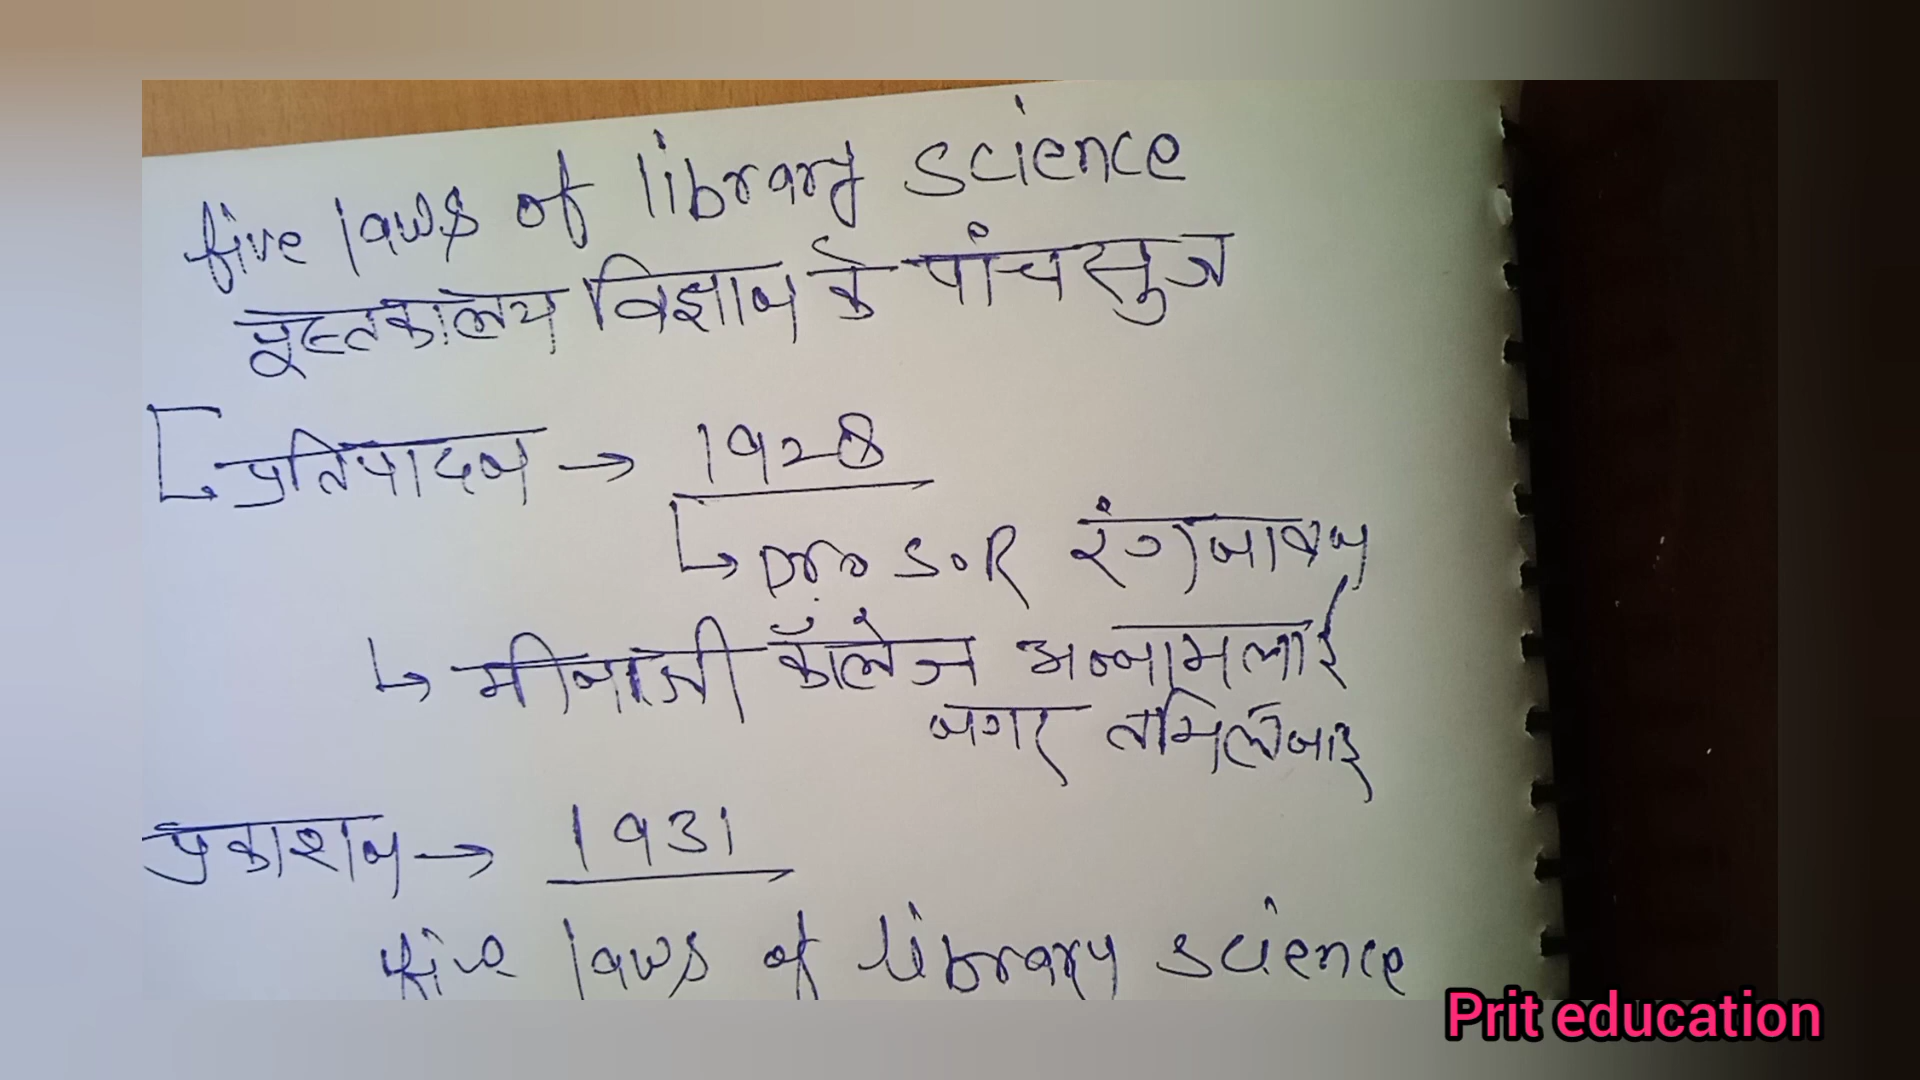 five laws of library science
पूस्तकालय विज्ञान के पांच सुत्र
प्रतिपादन → 1928
S.R रंगनाथन
मीनाजी कॉलेज अन्नामलाई
नगर तमिलनाडु
प्रकाशन → 1931
five laws of library science
Prit education